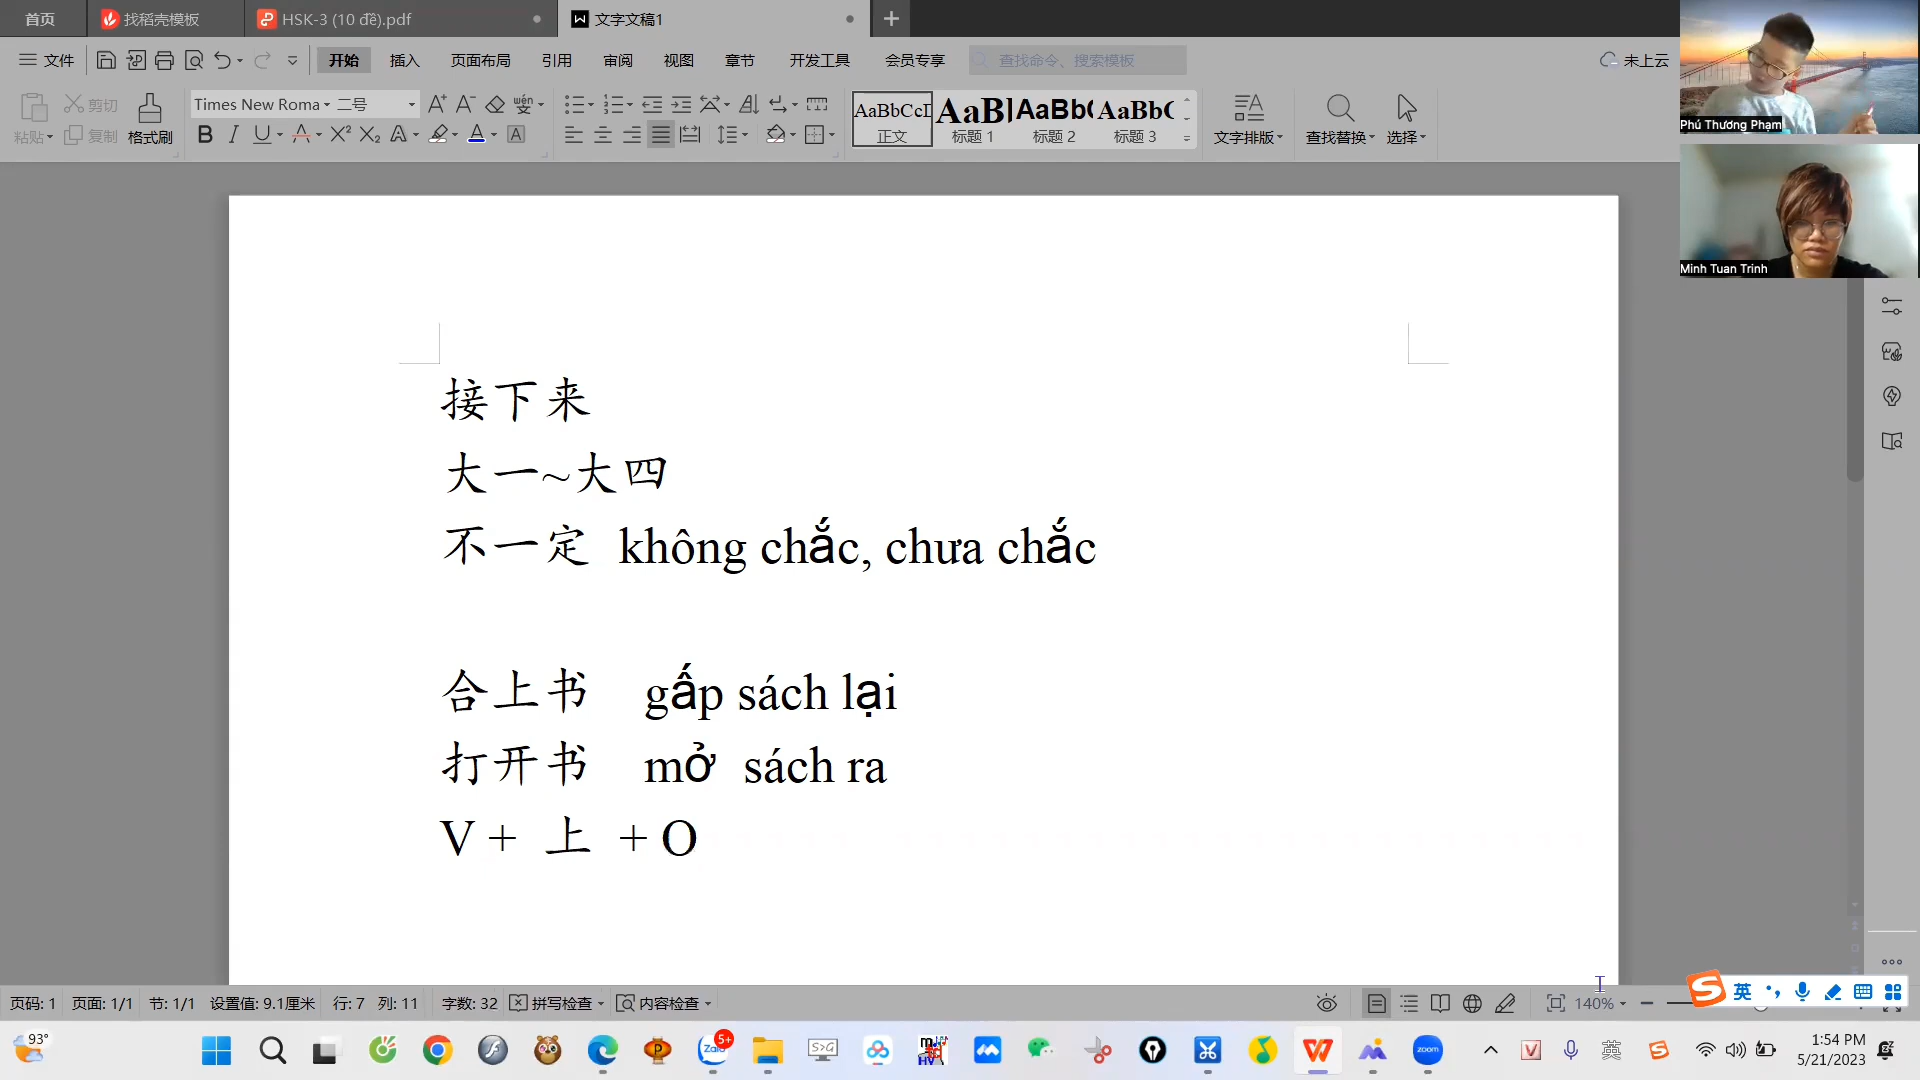 首页 找稻壳模板 HSK-3 (10 đề).pdf 文字文稿1
文件 开始 插入 页面布局 引用 审阅 视图 章节 开发工具 会员专享 查找命令、搜索模板 未上云
粘贴 剪切 复制 格式刷 Times New Roma 二号 AaBbCcD 正文 AaBl 标题 1 AaBb( 标题 2 AaBbC 标题 3 文字排版 查找替换 选择
Phú Thương Phạm
Minh Tuan Trinh
接下来
大一~大四
不一定 không chắc, chưa chắc
合上书 gấp sách lại
打开书 mở sách ra
V + 上 + O
页码: 1 页面: 1/1 节: 1/1 设置值: 9.1厘米 行: 7 列: 11 字数: 32 拼写检查 内容检查 140% 英
93° Zalo 5+ zoom 英 1:54 PM
5/21/2023